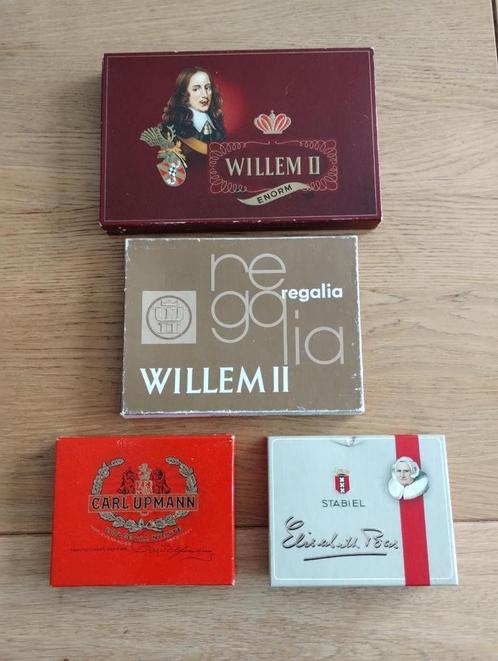 WILLEM II
ENORM
re
ga
lia
regalia
WILLEM II
CARL UPMANN
STABIEL
Elisabeth Bas